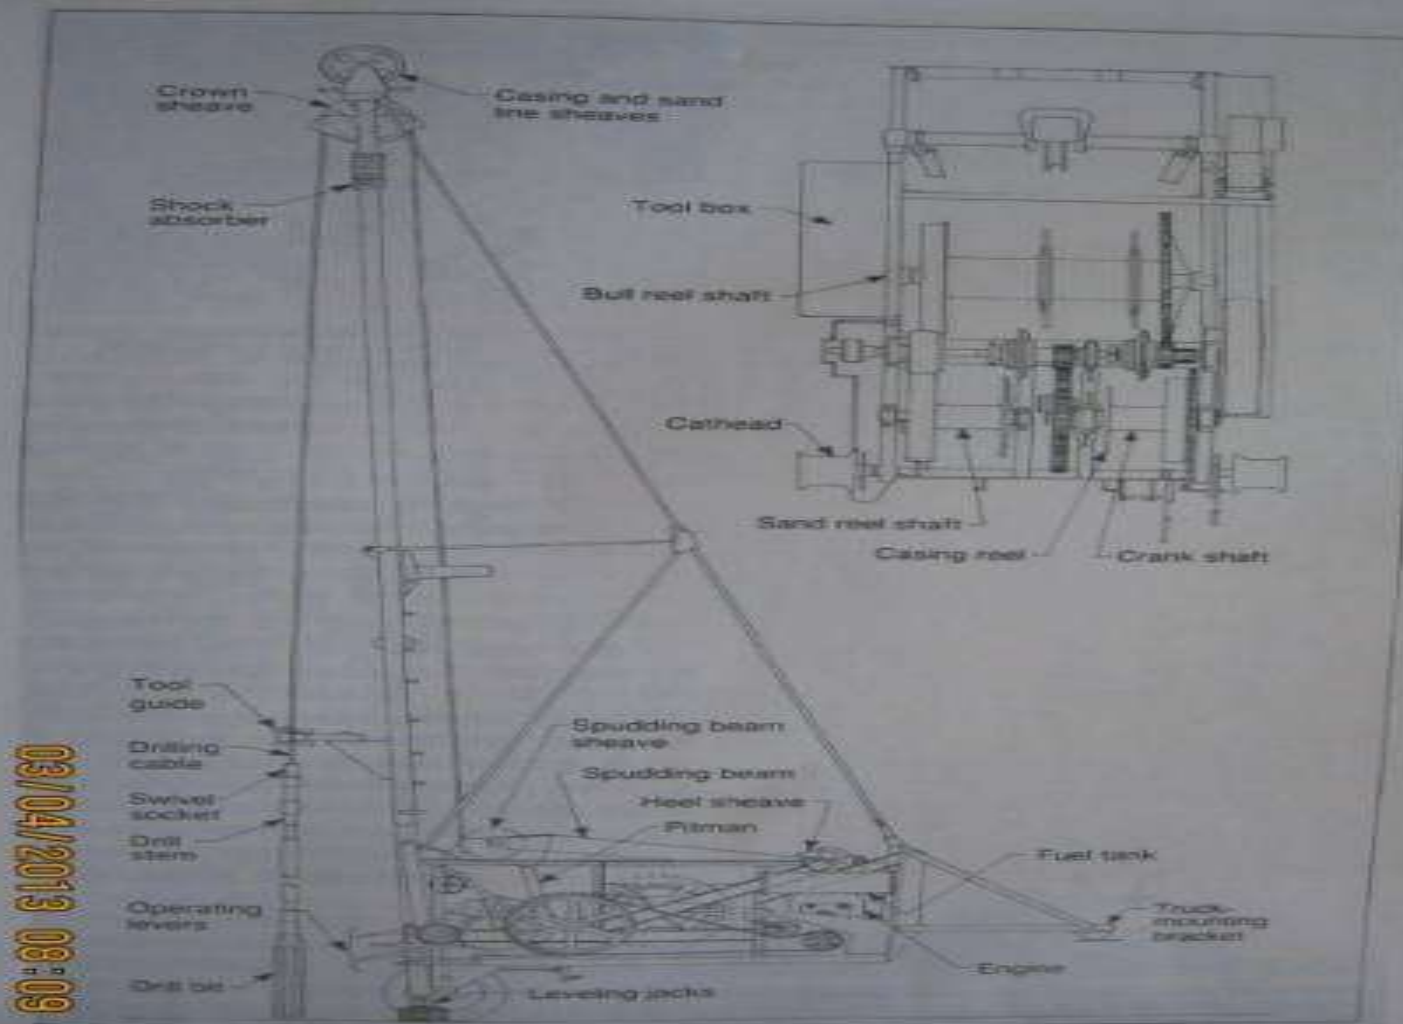 Crown
sheave
Casing and sand
line sheaves
Shock
absorber
Tool box
Bull reel shaft
Cathead
Sand reel shaft
Casing reel
Crank shaft
Tool
guide
Drilling
cable
Swivel
socket
Drill
stem
Operating
levers
Drill bit
Spudding beam
sheave
Spudding beam
Heel sheave
Pitman
Fuel tank
Truck-
mounting
bracket
Engine
Leveling jacks
03/04/2013 08:09